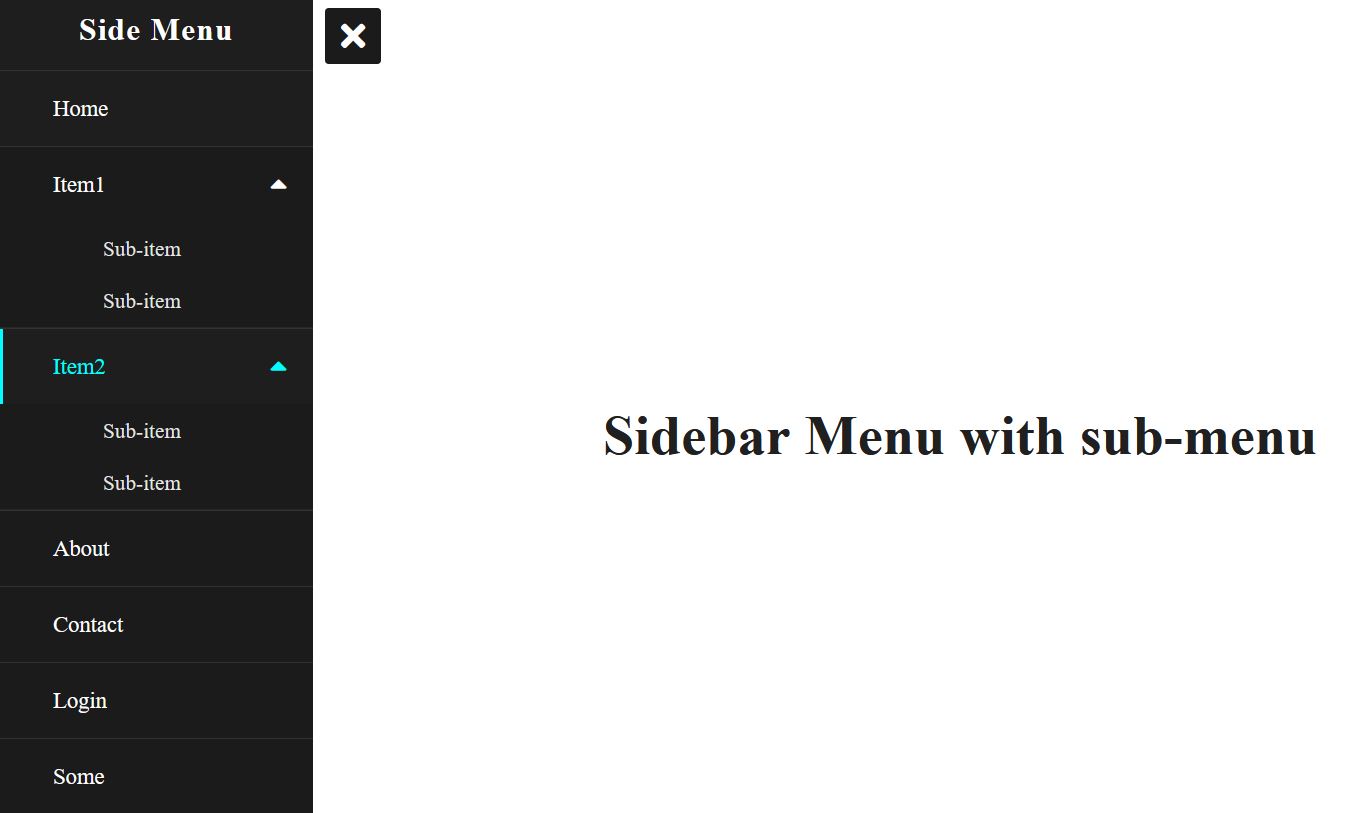 Side Menu
Home
Item1
Sub-item
Sub-item
Item2
Sub-item
Sub-item
About
Contact
Login
Some
Sidebar Menu with sub-menu